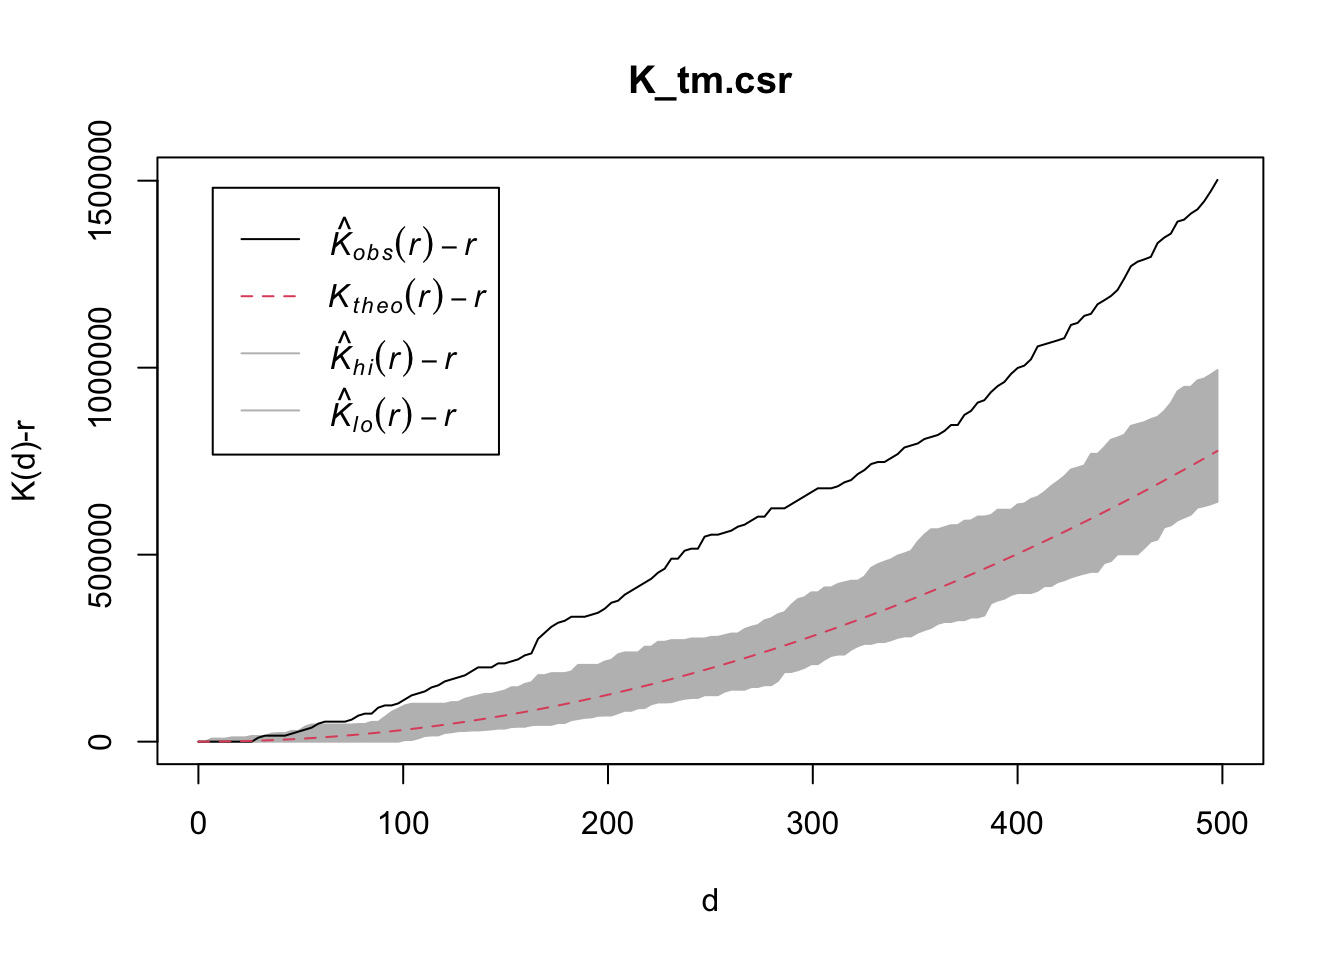 K_tm.csr
K(d)-r
1500000
1000000
500000
0
K̂obs(r) − r
Ktheo(r) − r
K̂hi(r) − r
K̂lo(r) − r
0 100 200 300 400 500
d